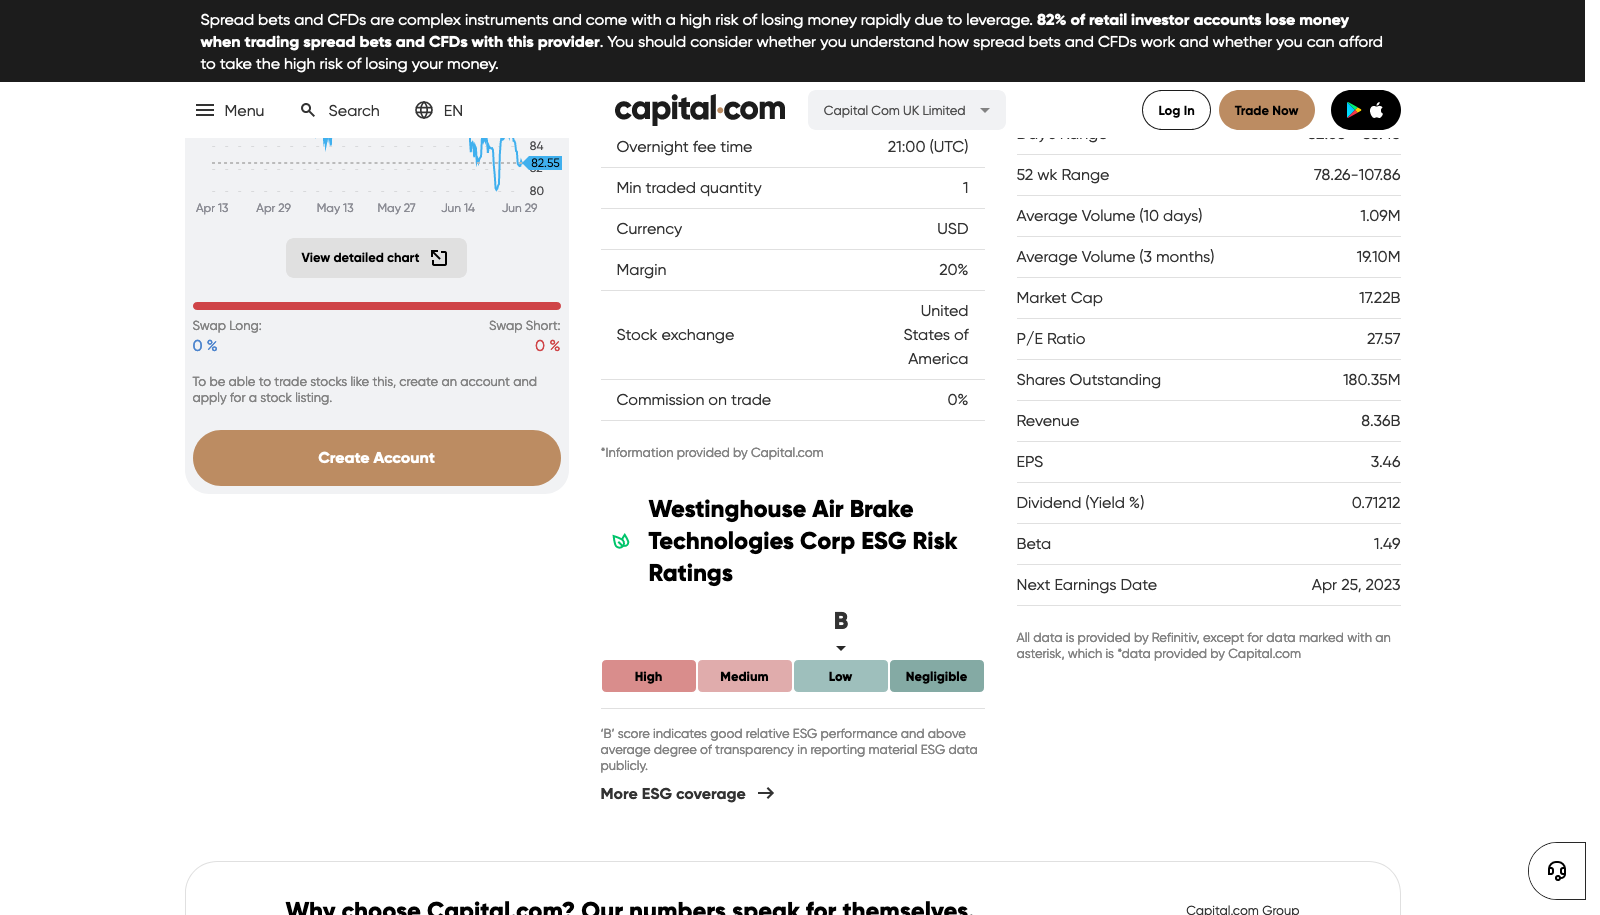 Spread bets and CFDs are complex instruments and come with a high risk of losing money rapidly due to leverage. 82% of retail investor accounts lose money
when trading spread bets and CFDs with this provider. You should consider whether you understand how spread bets and CFDs work and whether you can afford
to take the high risk of losing your money.
Menu
Search
EN
capital.com
Capital Com UK Limited
Log In
Trade Now
84
82.55
80
Apr 13
Apr 29
May 13
May 27
Jun 14
Jun 29
View detailed chart
Swap Long:
Swap Short:
0 %
0 %
To be able to trade stocks like this, create an account and
apply for a stock listing.
Create Account
Overnight fee time
21:00 (UTC)
Min traded quantity
1
Currency
USD
Margin
20%
Stock exchange
United
States of
America
Commission on trade
0%
*Information provided by Capital.com
Westinghouse Air Brake
Technologies Corp ESG Risk
Ratings
B
High
Medium
Low
Negligible
'B' score indicates good relative ESG performance and above
average degree of transparency in reporting material ESG data
publicly.
More ESG coverage
52 wk Range
78.26-107.86
Average Volume (10 days)
1.09M
Average Volume (3 months)
19.10M
Market Cap
17.22B
P/E Ratio
27.57
Shares Outstanding
180.35M
Revenue
8.36B
EPS
3.46
Dividend (Yield %)
0.71212
Beta
1.49
Next Earnings Date
Apr 25, 2023
All data is provided by Refinitiv, except for data marked with an
asterisk, which is *data provided by Capital.com
Why choose Capital.com? Our numbers speak for themselves.
Capital.com Group